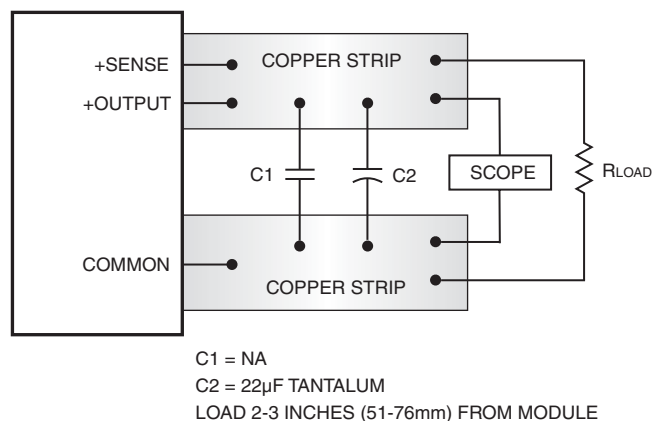 +SENSE
COPPER STRIP
+OUTPUT
C1
C2
SCOPE
RLOAD
COMMON
COPPER STRIP
C1 = NA
C2 = 22µF TANTALUM
LOAD 2-3 INCHES (51-76mm) FROM MODULE